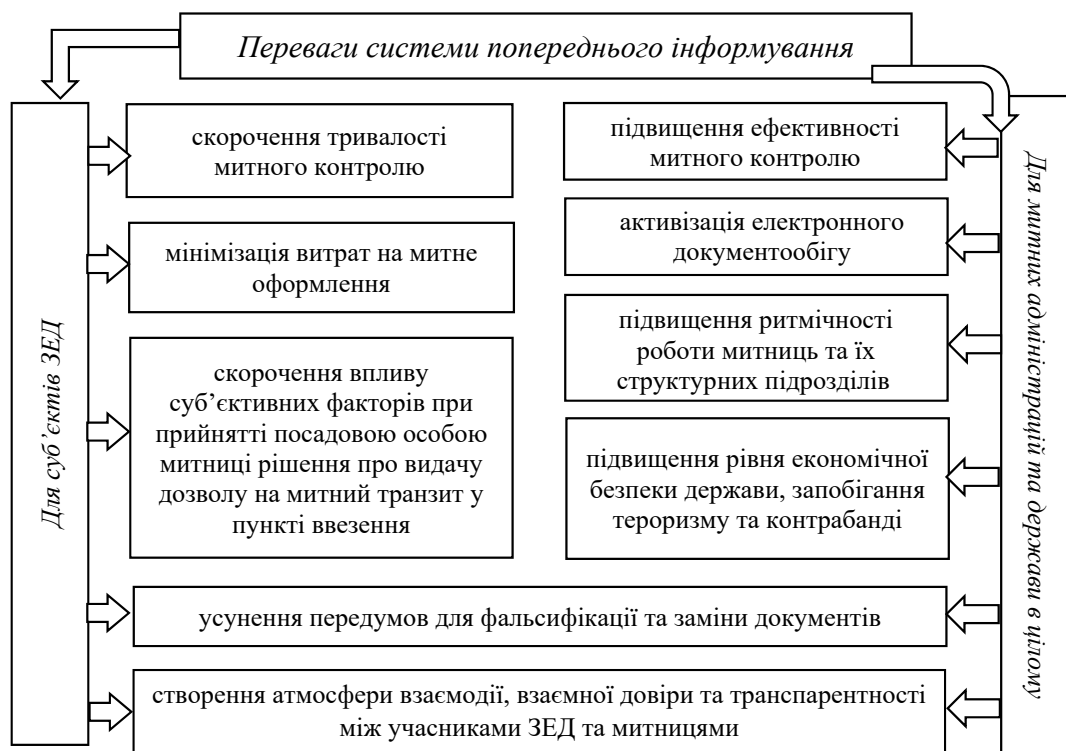 Переваги системи попереднього інформування
Для суб’єктів ЗЕД
скорочення тривалості
митного контролю
мінімізація витрат на митне
оформлення
скорочення впливу
суб’єктивних факторів при
прийнятті посадовою особою
митниці рішення про видачу
дозволу на митний транзит у
пункті ввезення
підвищення ефективності
митного контролю
активізація електронного
документообігу
підвищення ритмічності
роботи митниць та їх
структурних підрозділів
підвищення рівня економічної
безпеки держави, запобігання
тероризму та контрабанді
Для митних адміністрацій та держави в цілому
усунення передумов для фальсифікації та заміни документів
створення атмосфери взаємодії, взаємної довіри та транспарентності
між учасниками ЗЕД та митницями